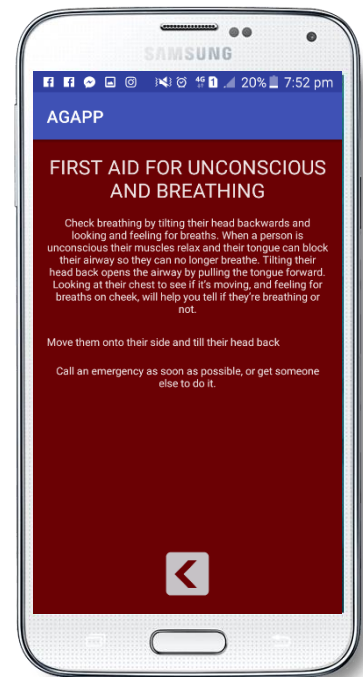 SAMSUNG
4G 1 20% 7:52 pm
AGAPP
FIRST AID FOR UNCONSCIOUS
AND BREATHING
Check breathing by tilting their head backwards and
looking and feeling for breaths. When a person is
unconscious their muscles relax and their tongue can block
their airway so they can no longer breathe. Tilting their
head back opens the airway by pulling the tongue forward.
Looking at their chest to see if it's moving, and feeling for
breaths on cheek, will help you tell if they're breathing or
not.
Move them onto their side and till their head back
Call an emergency as soon as possible, or get someone
else to do it.